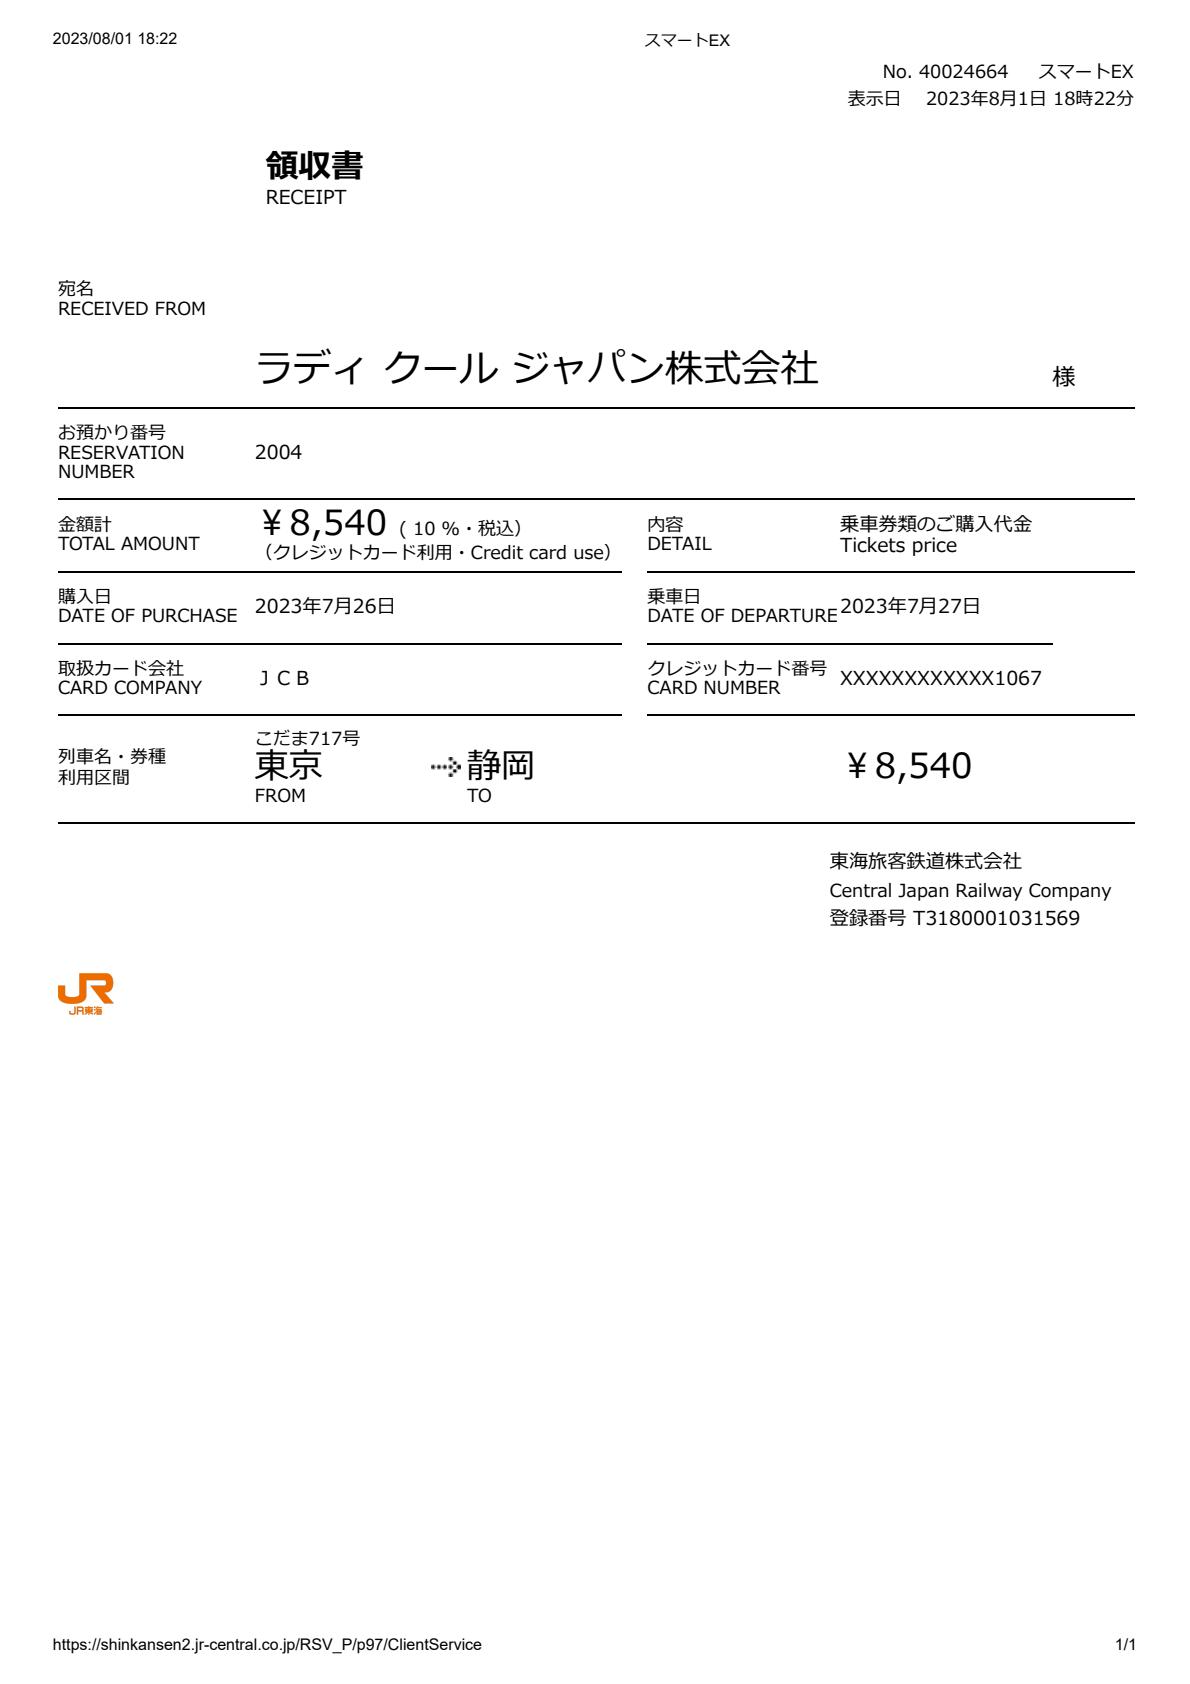 2023/08/01 18:22 スマートEX
No. 40024664 スマートEX
表示日 2023年8月1日 18時22分
領収書
RECEIPT
宛名
RECEIVED FROM
ラディ クール ジャパン株式会社 様
お預かり番号
RESERVATION
NUMBER
2004
金額計
TOTAL AMOUNT
¥8,540 ( 10 %・税込)
(クレジットカード利用・Credit card use)
内容
DETAIL
乗車券類のご購入代金
Tickets price
購入日
DATE OF PURCHASE
2023年7月26日
乗車日
DATE OF DEPARTURE
2023年7月27日
取扱カード会社
CARD COMPANY
ＪＣＢ
クレジットカード番号
CARD NUMBER
XXXXXXXXXXXX1067
列車名・券種
利用区間
こだま717号
東京 静岡 ¥8,540
FROM TO
東海旅客鉄道株式会社
Central Japan Railway Company
登録番号 T3180001031569
JR
JR東海
https://shinkansen2.jr-central.co.jp/RSV_P/p97/ClientService 1/1